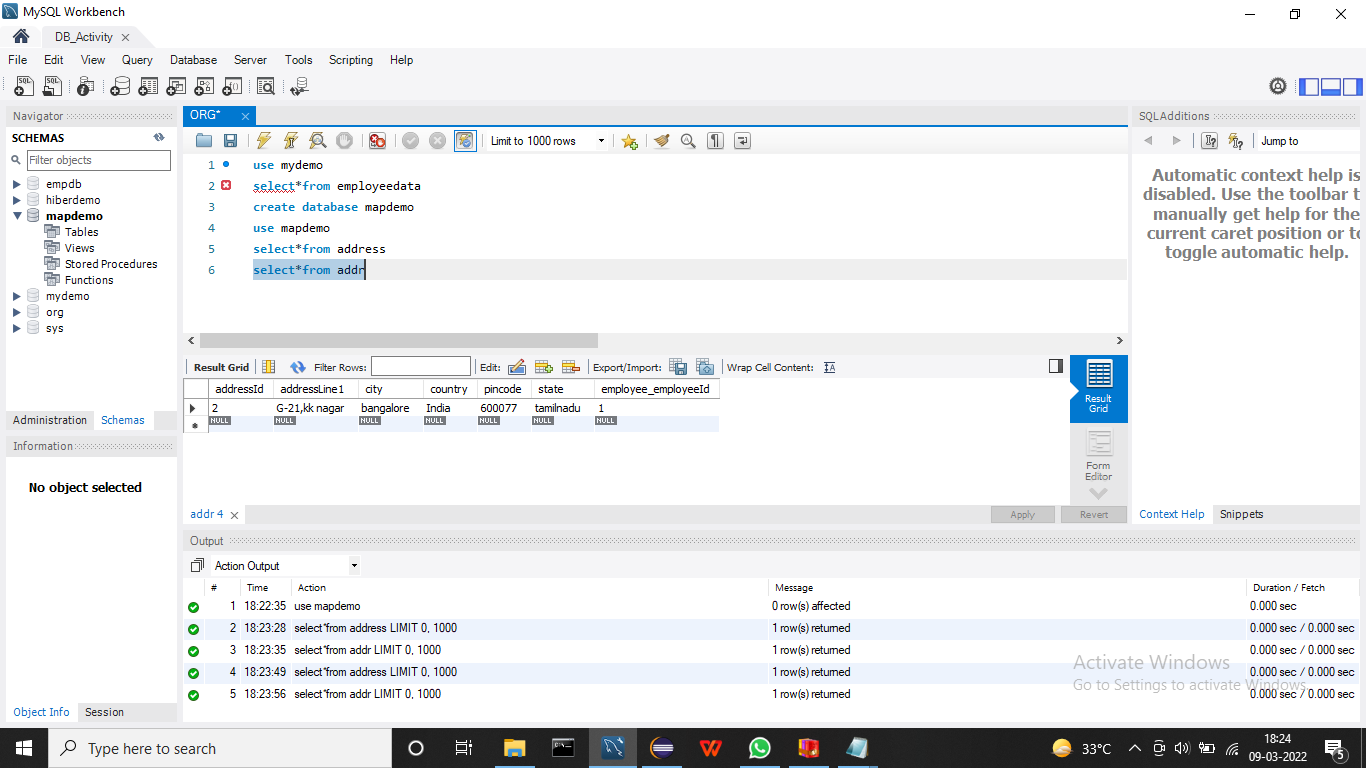 MySQL Workbench
DB_Activity
File Edit View Query Database Server Tools Scripting Help
Navigator
SCHEMAS
Filter objects
empdb
hiberdemo
mapdemo
Tables
Views
Stored Procedures
Functions
mydemo
org
sys
Administration Schemas
Information
No object selected
Object Info Session
ORG*
Limit to 1000 rows
1 use mydemo
2 select*from employeedata
3 create database mapdemo
4 use mapdemo
5 select*from address
6 select*from addr
Result Grid Filter Rows: Edit: Export/Import: Wrap Cell Content:
addressId addressLine1 city country pincode state employee_employeeId
2 G-21,kk nagar bangalore India 600077 tamilnadu 1
NULL NULL NULL NULL NULL NULL NULL
Result
Grid
Form
Editor
addr 4
Apply Revert
SQLAdditions
Jump to
Automatic context help is
disabled. Use the toolbar t
manually get help for the
current caret position or to
toggle automatic help.
Context Help Snippets
Output
Action Output
# Time Action Message Duration / Fetch
1 18:22:35 use mapdemo 0 row(s) affected 0.000 sec
2 18:23:28 select*from address LIMIT 0, 1000 1 row(s) returned 0.000 sec / 0.000 sec
3 18:23:35 select*from addr LIMIT 0, 1000 1 row(s) returned 0.000 sec / 0.000 sec
4 18:23:49 select*from address LIMIT 0, 1000 1 row(s) returned 0.000 sec / 0.000 sec
5 18:23:56 select*from addr LIMIT 0, 1000 1 row(s) returned 0.000 sec / 0.000 sec
Activate Windows
Go to Settings to activate Windows.
Type here to search
33°C
18:24
09-03-2022
5